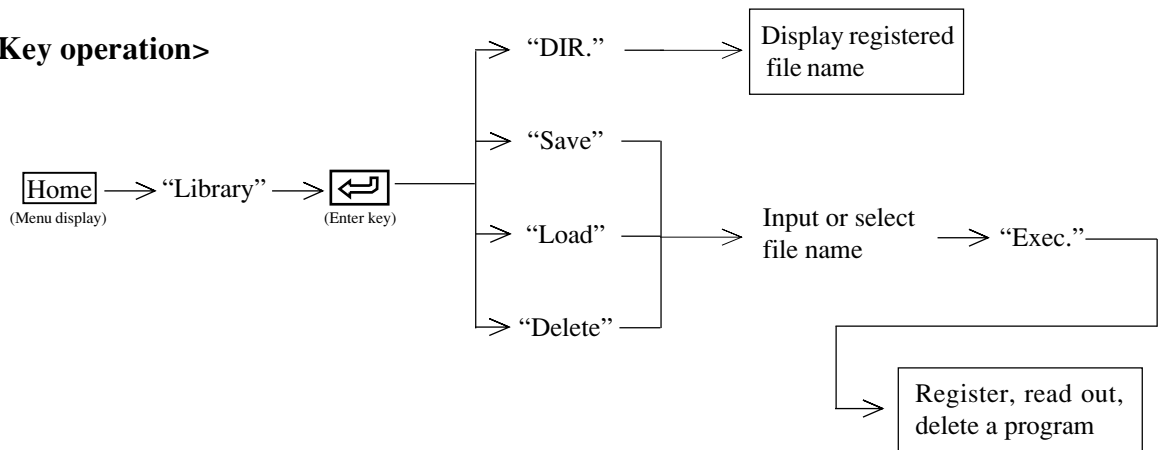 Key operation>
“DIR.”
Display registered
file name
“Save”
Home
(Menu display)
“Library”
(Enter key)
“Load”
Input or select
file name
“Exec.”
“Delete”
Register, read out,
delete a program